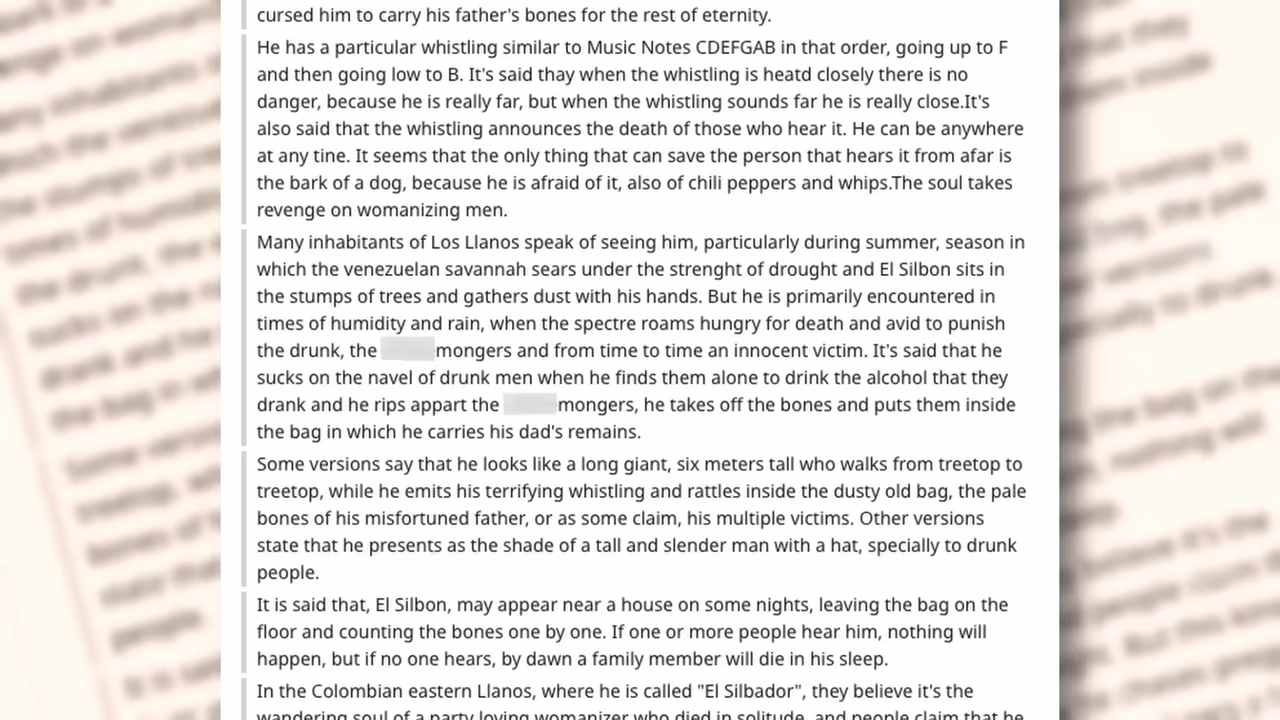 cursed him to carry his father's bones for the rest of eternity.
He has a particular whistling similar to Music Notes CDEFGAB in that order, going up to F
and then going low to B. It's said thay when the whistling is heatd closely there is no
danger, because he is really far, but when the whistling sounds far he is really close.It's
also said that the whistling announces the death of those who hear it. He can be anywhere
at any tine. It seems that the only thing that can save the person that hears it from afar is
the bark of a dog, because he is afraid of it, also of chili peppers and whips.The soul takes
revenge on womanizing men.
Many inhabitants of Los Llanos speak of seeing him, particularly during summer, season in
which the venezuelan savannah sears under the strenght of drought and El Silbon sits in
the stumps of trees and gathers dust with his hands. But he is primarily encountered in
times of humidity and rain, when the spectre roams hungry for death and avid to punish
the drunk, the mongers and from time to time an innocent victim. It's said that he
sucks on the navel of drunk men when he finds them alone to drink the alcohol that they
drank and he rips appart the mongers, he takes off the bones and puts them inside
the bag in which he carries his dad's remains.
Some versions say that he looks like a long giant, six meters tall who walks from treetop to
treetop, while he emits his terrifying whistling and rattles inside the dusty old bag, the pale
bones of his misfortuned father, or as some claim, his multiple victims. Other versions
state that he presents as the shade of a tall and slender man with a hat, specially to drunk
people.
It is said that, El Silbon, may appear near a house on some nights, leaving the bag on the
floor and counting the bones one by one. If one or more people hear him, nothing will
happen, but if no one hears, by dawn a family member will die in his sleep.
In the Colombian eastern Llanos, where he is called "El Silbador", they believe it's the
wandering soul of a party loving womanizer who died in solitude, and people claim that he